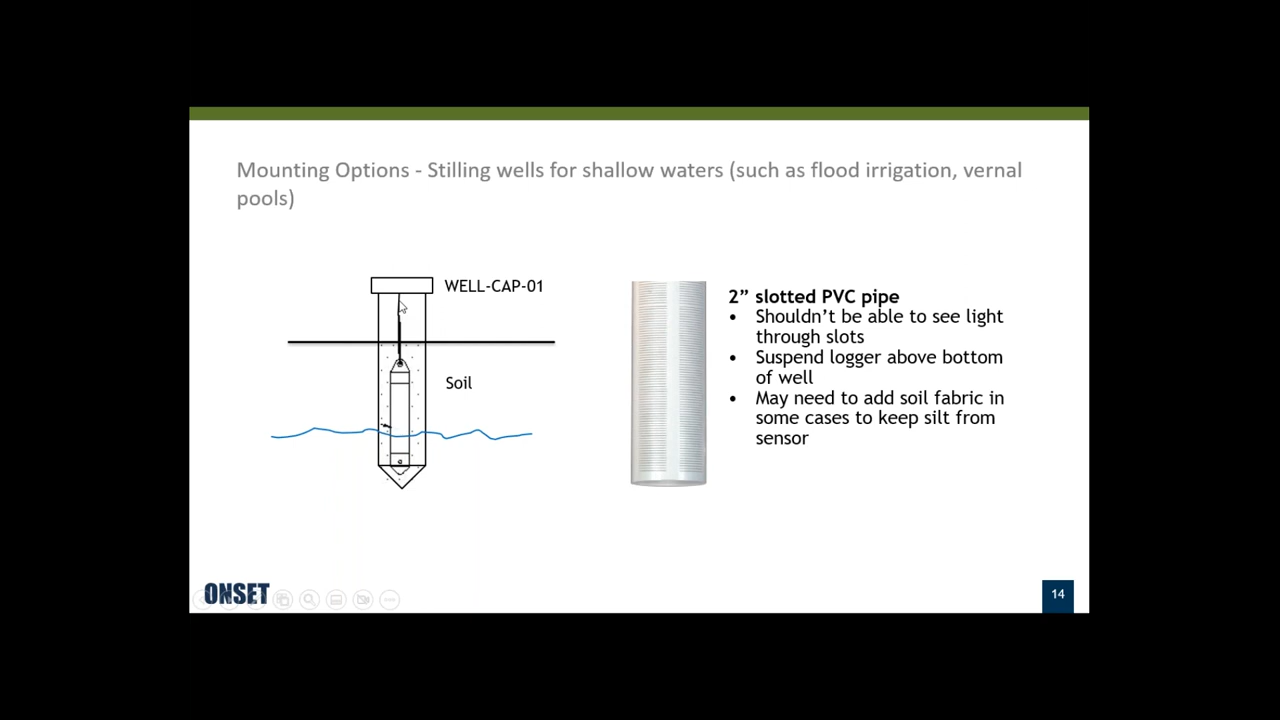 Mounting Options - Stilling wells for shallow waters (such as flood irrigation, vernal
pools)
WELL-CAP-01
Soil
2” slotted PVC pipe
• Shouldn’t be able to see light
through slots
• Suspend logger above bottom
of well
• May need to add soil fabric in
some cases to keep silt from
sensor
ONSET
14